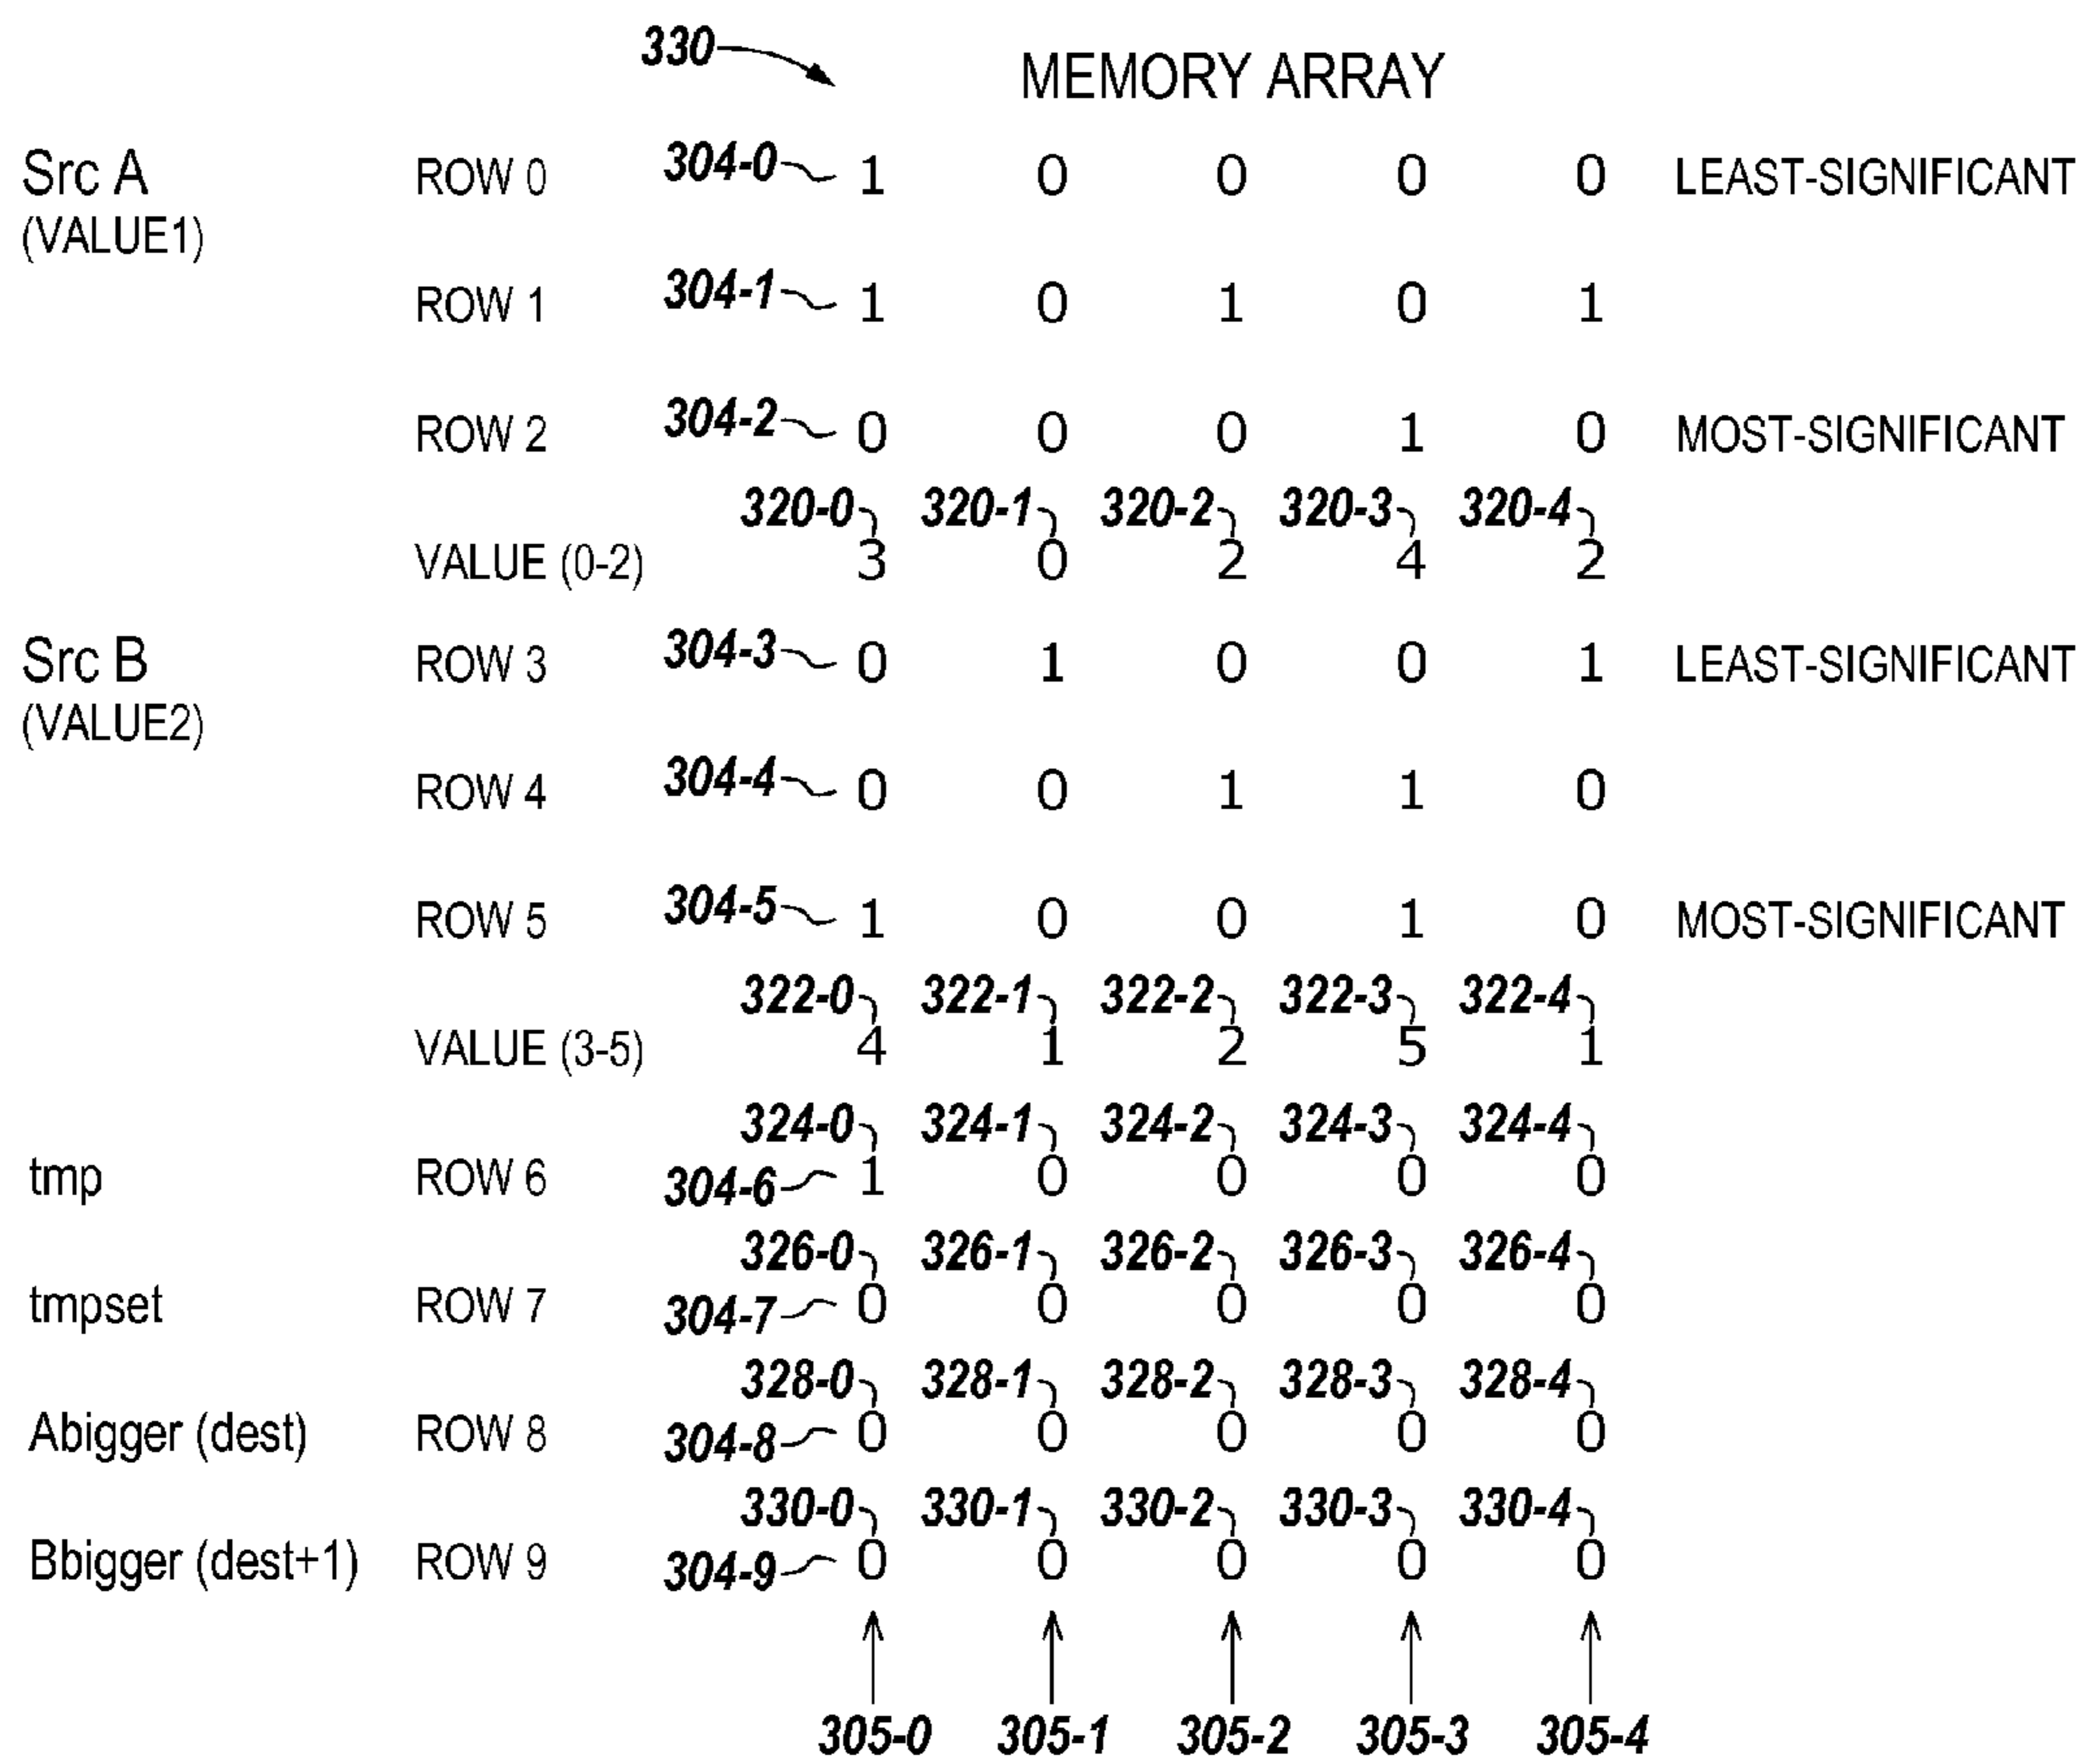 330 MEMORY ARRAY
Src A ROW 0 304-0 1 0 0 0 0 LEAST-SIGNIFICANT
(VALUE1)
ROW 1 304-1 1 0 1 0 1
ROW 2 304-2 0 0 0 1 0 MOST-SIGNIFICANT
320-0 320-1 320-2 320-3 320-4
VALUE (0-2) 3 0 2 4 2
Src B ROW 3 304-3 0 1 0 0 1 LEAST-SIGNIFICANT
(VALUE2)
ROW 4 304-4 0 0 1 1 0
ROW 5 304-5 1 0 0 1 0 MOST-SIGNIFICANT
322-0 322-1 322-2 322-3 322-4
VALUE (3-5) 4 1 2 5 1
324-0 324-1 324-2 324-3 324-4
tmp ROW 6 304-6 1 0 0 0 0
326-0 326-1 326-2 326-3 326-4
tmpset ROW 7 304-7 0 0 0 0 0
328-0 328-1 328-2 328-3 328-4
Abigger (dest) ROW 8 304-8 0 0 0 0 0
330-0 330-1 330-2 330-3 330-4
Bbigger (dest+1) ROW 9 304-9 0 0 0 0 0
305-0 305-1 305-2 305-3 305-4